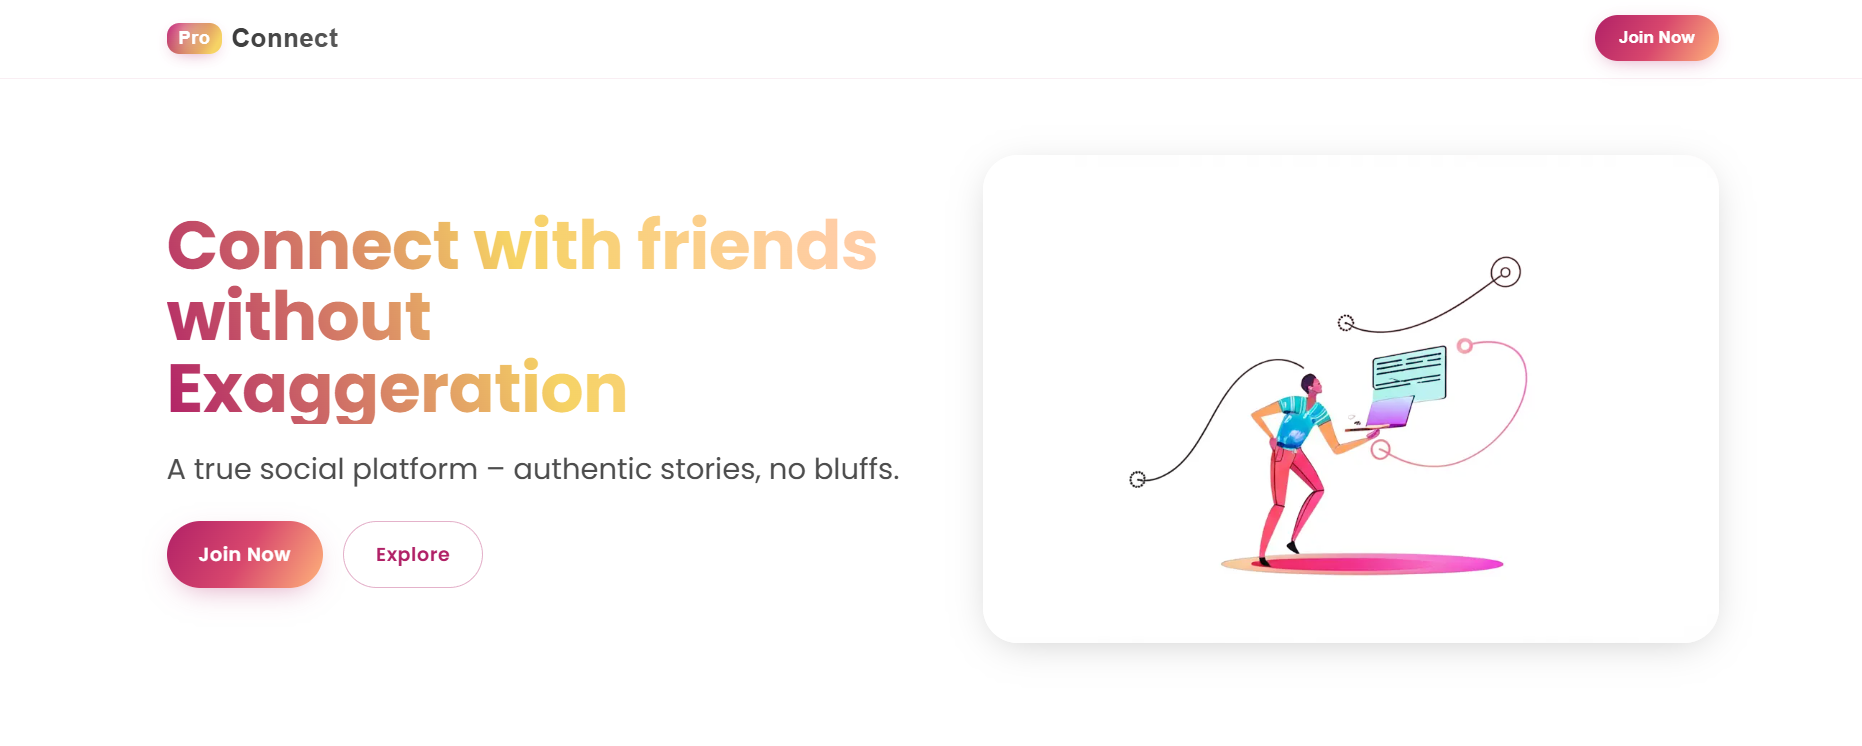 Pro Connect
Join Now
Connect with friends
without
Exaggeration
A true social platform – authentic stories, no bluffs.
Join Now
Explore